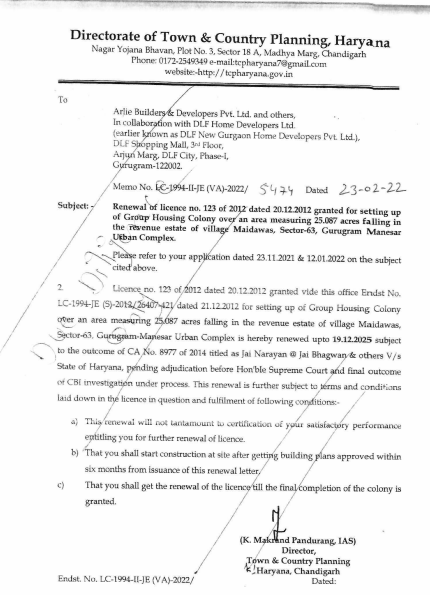 Directorate of Town & Country Planning, Haryana
Nagar Yojana Bhavan, Plot No. 3, Sector 18 A, Madhya Marg, Chandigarh
Phone: 0172-2549349 e-mail:tcpharyana7@gmail.com
website:-http://tcpharyana.gov.in
To
Arlie Builders & Developers Pvt. Ltd. and others,
In collaboration with DLF Home Developers Ltd.
(earlier known as DLF New Gurgaon Home Developers Pvt. Ltd.),
DLF Shopping Mall, 3rd Floor,
Arjun Marg, DLF City, Phase-I,
Gurugram-122002.
Memo No. LC-1994-II-JE (VA)-2022/ 5474 Dated 23-02-22
Subject:- Renewal of licence no. 123 of 2012 dated 20.12.2012 granted for setting up
of Group Housing Colony over an area measuring 25.087 acres falling in
the revenue estate of village Maidawas, Sector-63, Gurugram Manesar
Urban Complex.
Please refer to your application dated 23.11.2021 & 12.01.2022 on the subject
cited above.
2. Licence no. 123 of 2012 dated 20.12.2012 granted vide this office Endst No.
LC-1994-JE (S)-2012/26407-421 dated 21.12.2012 for setting up of Group Housing Colony
over an area measuring 25.087 acres falling in the revenue estate of village Maidawas,
Sector-63, Gurugram-Manesar Urban Complex is hereby renewed upto 19.12.2025 subject
to the outcome of CA No. 8977 of 2014 titled as Jai Narayan @ Jai Bhagwan & others V/s
State of Haryana, pending adjudication before Hon'ble Supreme Court and final outcome
of CBI investigation under process. This renewal is further subject to terms and conditions
laid down in the licence in question and fulfilment of following conditions:-
a) This renewal will not tantamount to certification of your satisfactory performance
entitling you for further renewal of licence.
b) That you shall start construction at site after getting building plans approved within
six months from issuance of this renewal letter.
c) That you shall get the renewal of the licence till the final completion of the colony is
granted.
(K. Makrand Pandurang, IAS)
Director,
Town & Country Planning
Haryana, Chandigarh
Endst. No. LC-1994-II-JE (VA)-2022/ Dated: